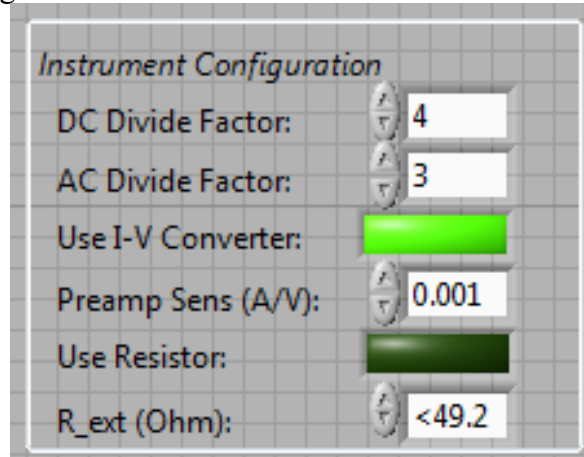 Instrument Configuration
DC Divide Factor: 4
AC Divide Factor: 3
Use I-V Converter:
Preamp Sens (A/V): 0.001
Use Resistor:
R_ext (Ohm): <49.2